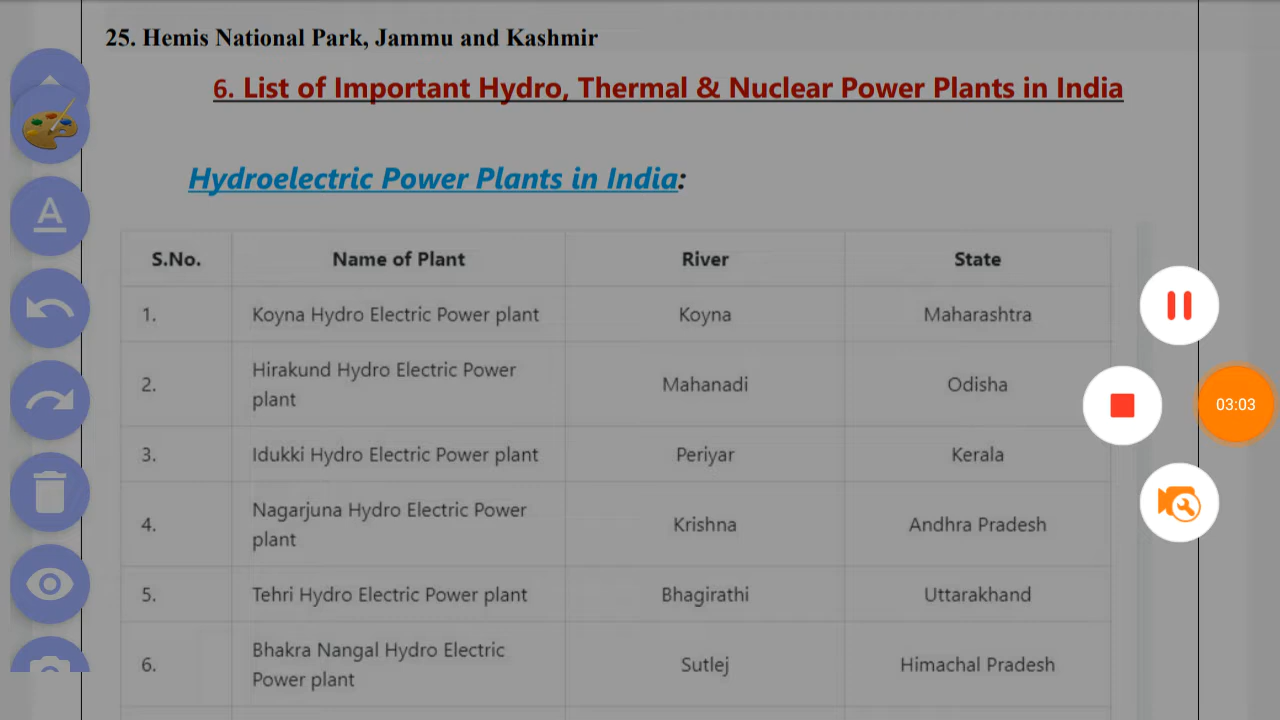 25. Hemis National Park, Jammu and Kashmir
6. List of Important Hydro, Thermal & Nuclear Power Plants in India
Hydroelectric Power Plants in India:
S.No. Name of Plant River State
1. Koyna Hydro Electric Power plant Koyna Maharashtra
2. Hirakund Hydro Electric Power plant Mahanadi Odisha
3. Idukki Hydro Electric Power plant Periyar Kerala
4. Nagarjuna Hydro Electric Power plant Krishna Andhra Pradesh
5. Tehri Hydro Electric Power plant Bhagirathi Uttarakhand
6. Bhakra Nangal Hydro Electric Power plant Sutlej Himachal Pradesh
A
03:03